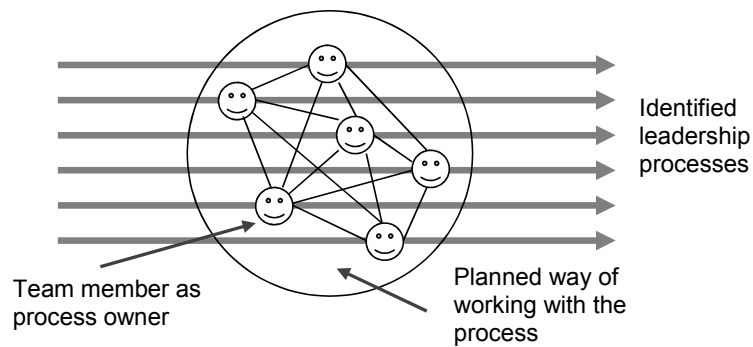 Identified
leadership
processes
Team member as
process owner
Planned way of
working with the
process